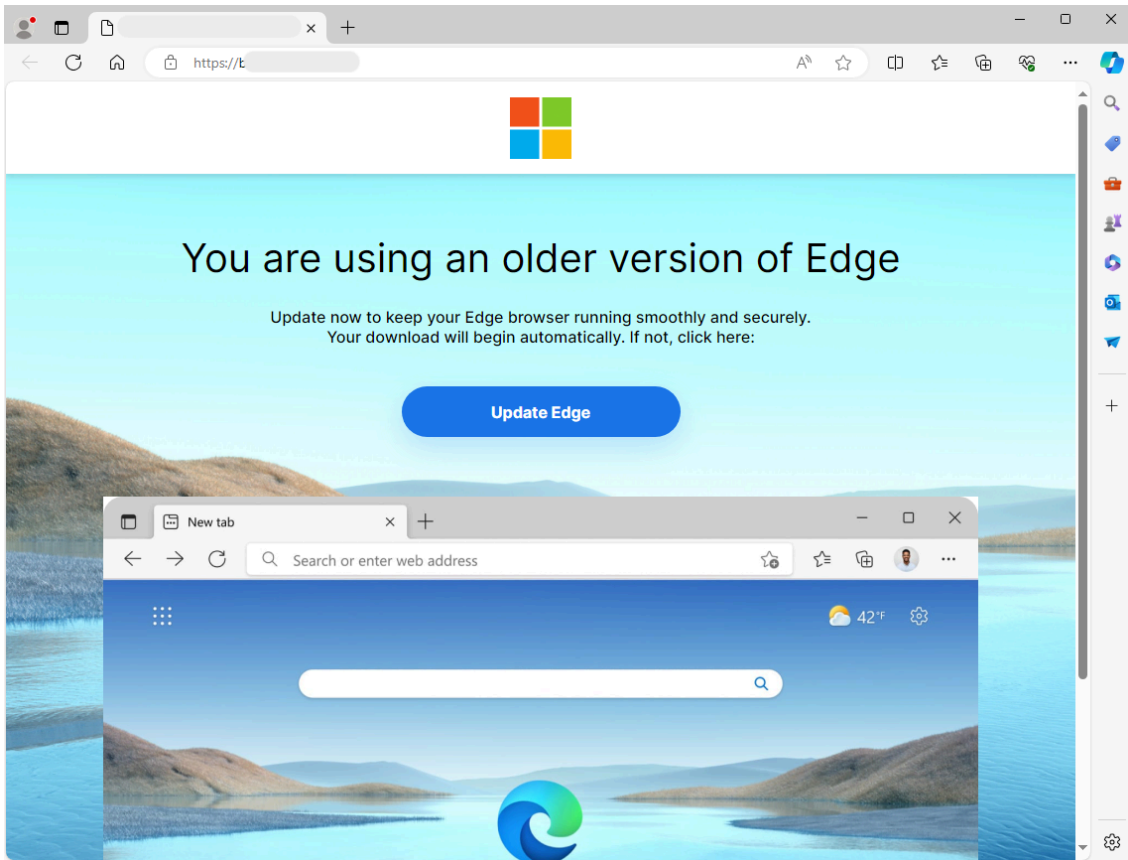 https://b
You are using an older version of Edge
Update now to keep your Edge browser running smoothly and securely.
Your download will begin automatically. If not, click here:
Update Edge
New tab
Search or enter web address
42°F